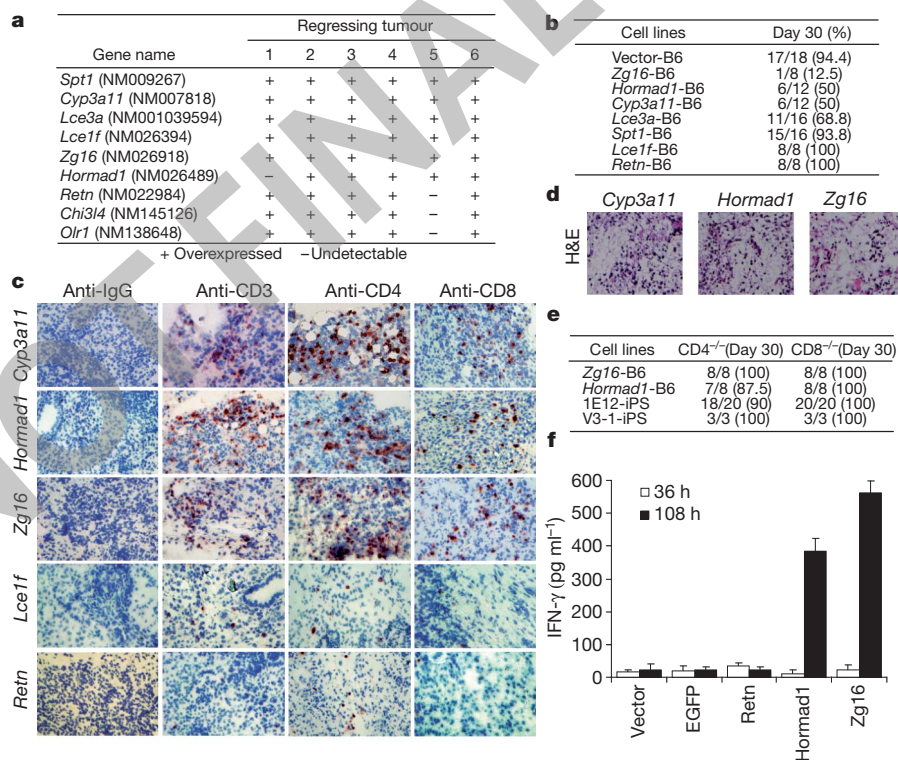 a
Regressing tumour
Gene name 1 2 3 4 5 6
Spt1 (NM009267) + + + + + +
Cyp3a11 (NM007818) + + + + + +
Lce3a (NM001039594) + + + + + +
Lce1f (NM026394) + + + + + +
Zg16 (NM026918) + + + + + +
Hormad1 (NM026489) − + + + + +
Retn (NM022984) + + + + − +
Chi3l4 (NM145126) + + + + − +
Olr1 (NM138648) + + + + − +
+ Overexpressed −Undetectable
b
Cell lines Day 30 (%)
Vector-B6 17/18 (94.4)
Zg16-B6 1/8 (12.5)
Hormad1-B6 6/12 (50)
Cyp3a11-B6 6/12 (50)
Lce3a-B6 11/16 (68.8)
Spt1-B6 15/16 (93.8)
Lce1f-B6 8/8 (100)
Retn-B6 8/8 (100)
c
Anti-IgG Anti-CD3 Anti-CD4 Anti-CD8
Cyp3a11
Hormad1
Zg16
Lce1f
Retn
d
Cyp3a11 Hormad1 Zg16
H&E
e
Cell lines CD4−/−(Day 30) CD8−/−(Day 30)
Zg16-B6 8/8 (100) 8/8 (100)
Hormad1-B6 7/8 (87.5) 8/8 (100)
1E12-iPS 18/20 (90) 20/20 (100)
V3-1-iPS 3/3 (100) 3/3 (100)
f
IFN-γ (pg ml−1)
600
500
400
300
200
100
0
36 h
108 h
Vector
EGFP
Retn
Hormad1
Zg16
NOT FINAL